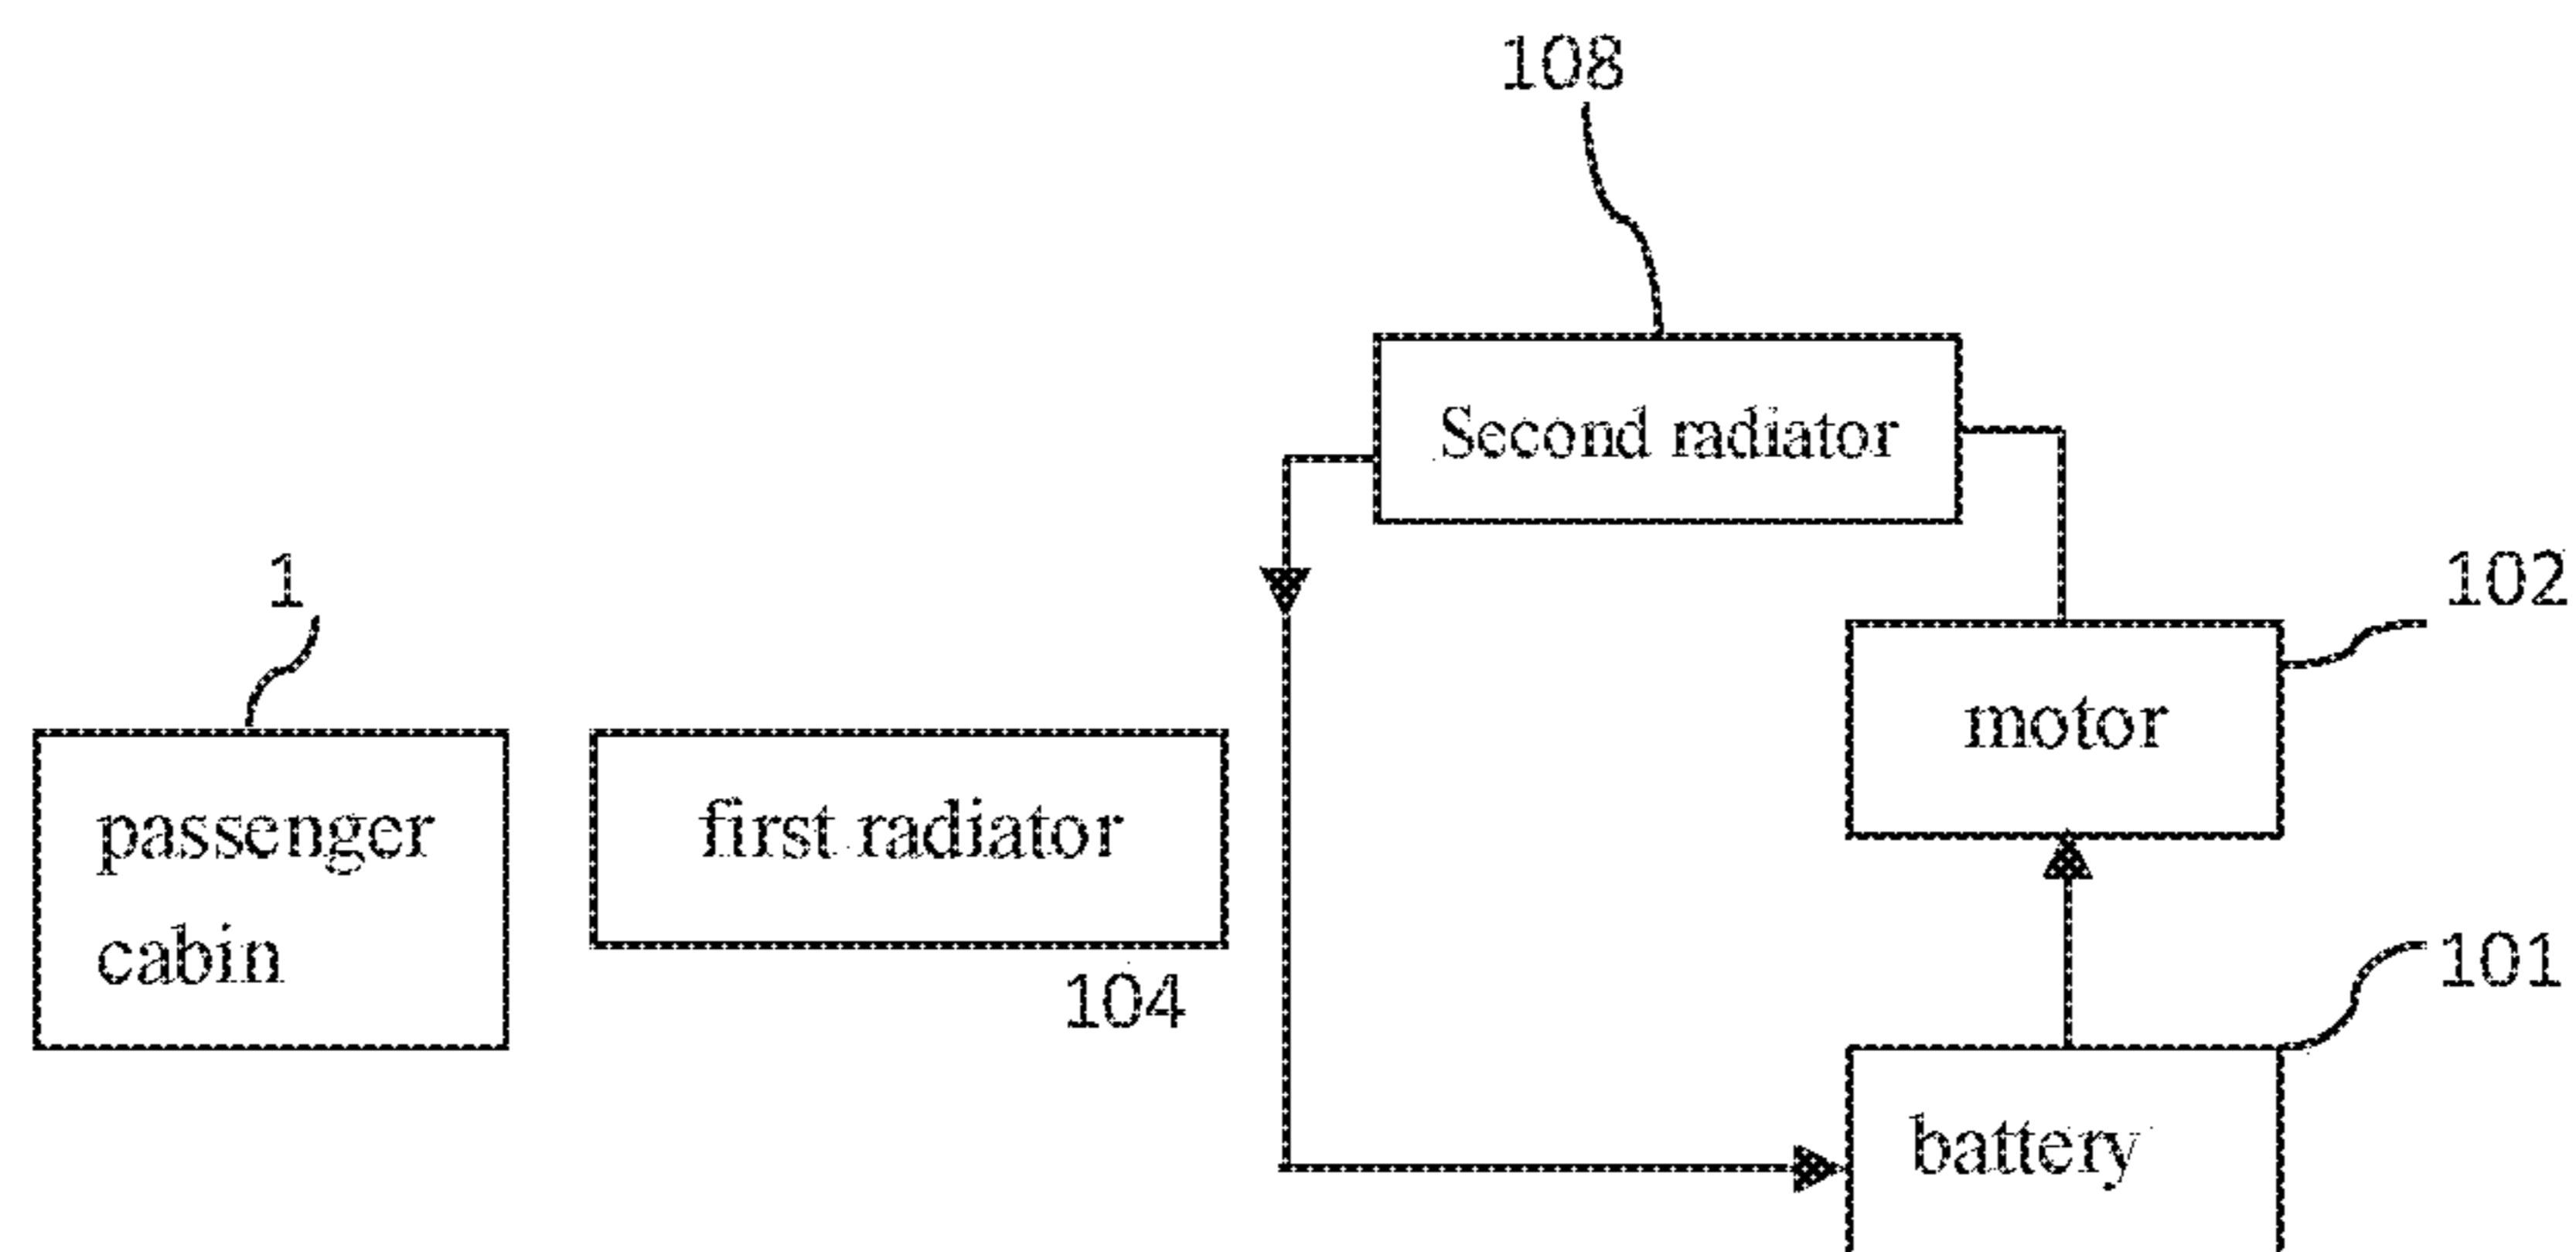 108
Second radiator
1
102
motor
passenger
cabin
first radiator
104
101
battery